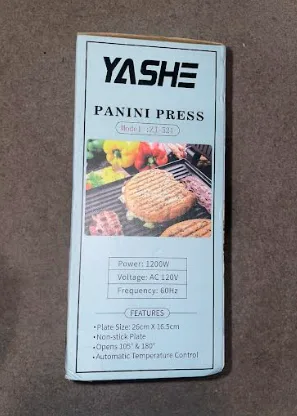 YASHE
PANINI PRESS
Power: 1200W
Voltage: AC 120V
Frequency: 60Hz
FEATURES
•Plate Size: 26cm X 16.5cm
•Non-stick Plate
•Opens 105° & 180°
•Automatic Temperature Control